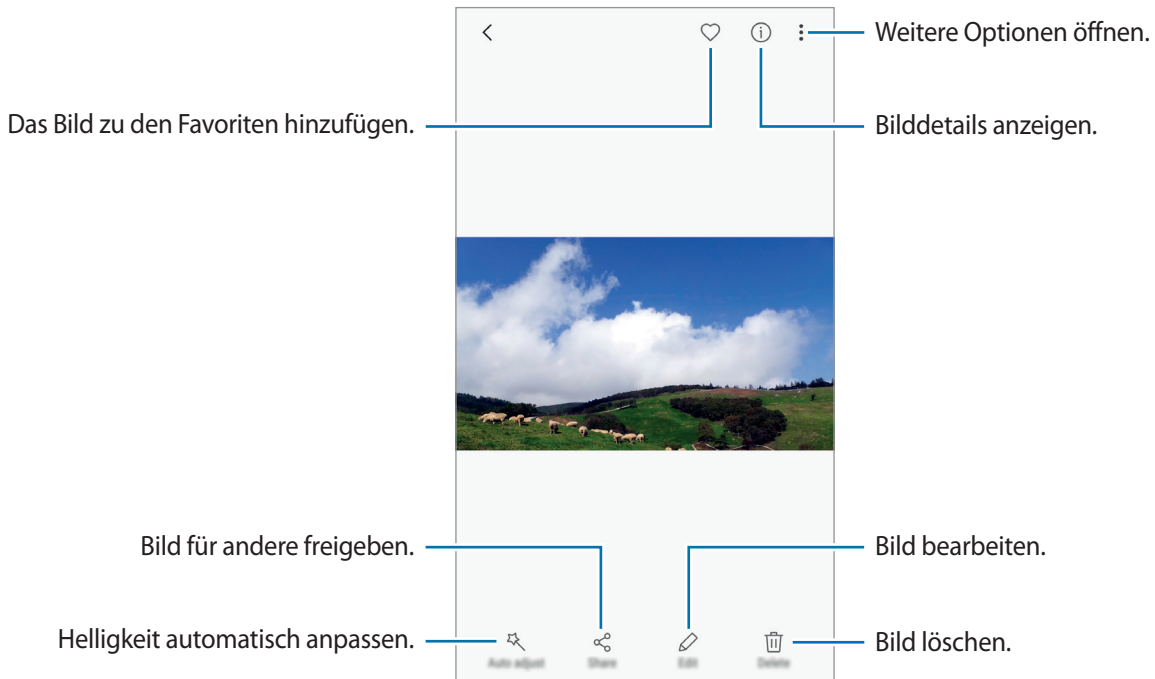 Weitere Optionen öffnen.
Das Bild zu den Favoriten hinzufügen.
Bilddetails anzeigen.
Bild für andere freigeben.
Bild bearbeiten.
Helligkeit automatisch anpassen.
Bild löschen.
Auto adjust
Share
Edit
Delete